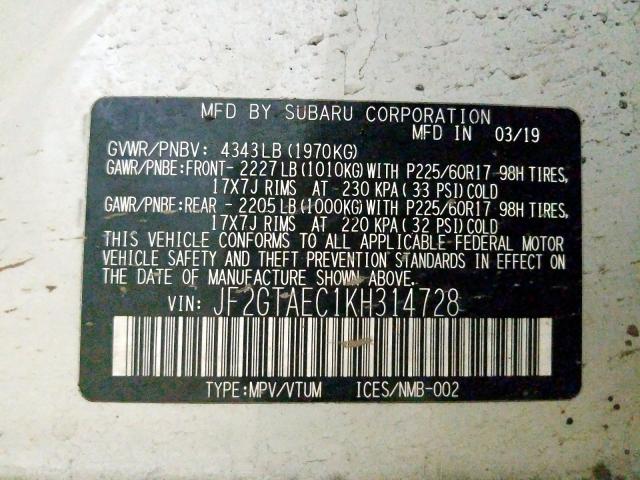 MFD BY SUBARU CORPORATION
MFD IN 03/19
GVWR/PNBV: 4343LB(1970KG)
GAWR/PNBE:FRONT- 2227LB(1010KG)WITH P225/60R17 98H TIRES,
17X7J RIMS AT 230 KPA( 33 PSI)COLD
GAWR/PNBE:REAR - 2205LB(1000KG)WITH P225/60R17 98H TIRES,
17X7J RIMS AT 220 KPA( 32 PSI)COLD
THIS VEHICLE CONFORMS TO ALL APPLICABLE FEDERAL MOTOR
VEHICLE SAFETY AND THEFT PREVENTION STANDARDS IN EFFECT ON
THE DATE OF MANUFACTURE SHOWN ABOVE.
VIN: JF2GTAEC1KH314728
TYPE:MPV/VTUM ICES/NMB-002